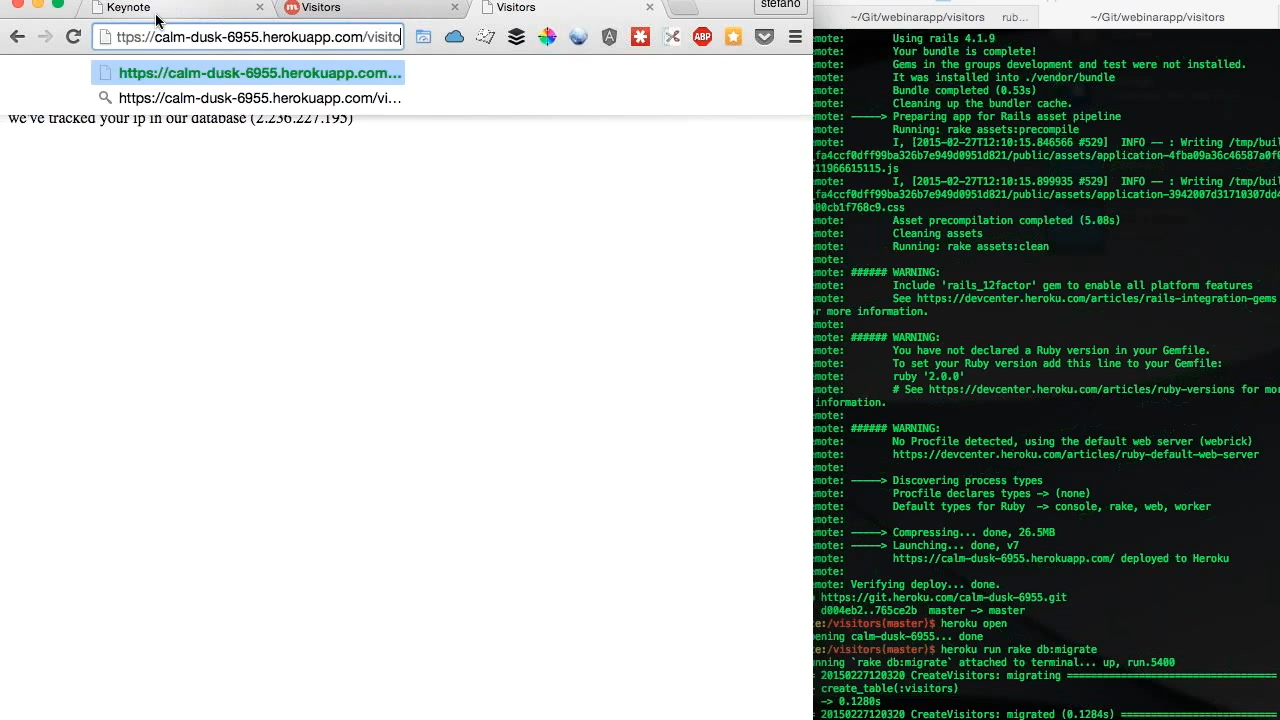 Keynote
Visitors
Visitors
stefano
ttps://calm-dusk-6955.herokuapp.com/visito
ABP
https://calm-dusk-6955.herokuapp.com...
https://calm-dusk-6955.herokuapp.com/vi...
we've tracked your ip in our database (2.236.227.195)
~/Git/webinarapp/visitors rub...
~/Git/webinarapp/visitors
emote: Using rails 4.1.9
emote: Your bundle is complete!
emote: Gems in the groups development and test were not installed.
emote: It was installed into ./vendor/bundle
emote: Bundle completed (0.53s)
emote: Cleaning up the bundler cache.
emote: -----> Preparing app for Rails asset pipeline
emote: Running: rake assets:precompile
emote: I, [2015-02-27T12:10:15.846566 #529] INFO -- : Writing /tmp/buil
_fa4ccf0dff99ba326b7e949d0951d821/public/assets/application-4fba09a36c46587a0f0
211966615115.js
emote: I, [2015-02-27T12:10:15.899935 #529] INFO -- : Writing /tmp/buil
_fa4ccf0dff99ba326b7e949d0951d821/public/assets/application-3942007d31710307dd4
000cb1f768c9.css
emote: Asset precompilation completed (5.08s)
emote: Cleaning assets
emote: Running: rake assets:clean
emote:
emote: ###### WARNING:
emote: Include 'rails_12factor' gem to enable all platform features
emote: See https://devcenter.heroku.com/articles/rails-integration-gems
or more information.
emote:
emote: ###### WARNING:
emote: You have not declared a Ruby version in your Gemfile.
emote: To set your Ruby version add this line to your Gemfile:
emote: ruby '2.0.0'
emote: # See https://devcenter.heroku.com/articles/ruby-versions for mor
information.
emote:
emote: ###### WARNING:
emote: No Procfile detected, using the default web server (webrick)
emote: https://devcenter.heroku.com/articles/ruby-default-web-server
emote:
emote: -----> Discovering process types
emote: Procfile declares types -> (none)
emote: Default types for Ruby -> console, rake, web, worker
emote:
emote: -----> Compressing... done, 26.5MB
emote: -----> Launching... done, v7
emote: https://calm-dusk-6955.herokuapp.com/ deployed to Heroku
emote:
emote: Verifying deploy... done.
https://git.heroku.com/calm-dusk-6955.git
d004eb2..765ce2b master -> master
te:/visitors(master)$ heroku open
pening calm-dusk-6955... done
te:/visitors(master)$ heroku run rake db:migrate
unning `rake db:migrate` attached to terminal... up, run.5400
= 20150227120320 CreateVisitors: migrating ==================================
- create_table(:visitors)
-> 0.1280s
= 20150227120320 CreateVisitors: migrated (0.1284s) =========================